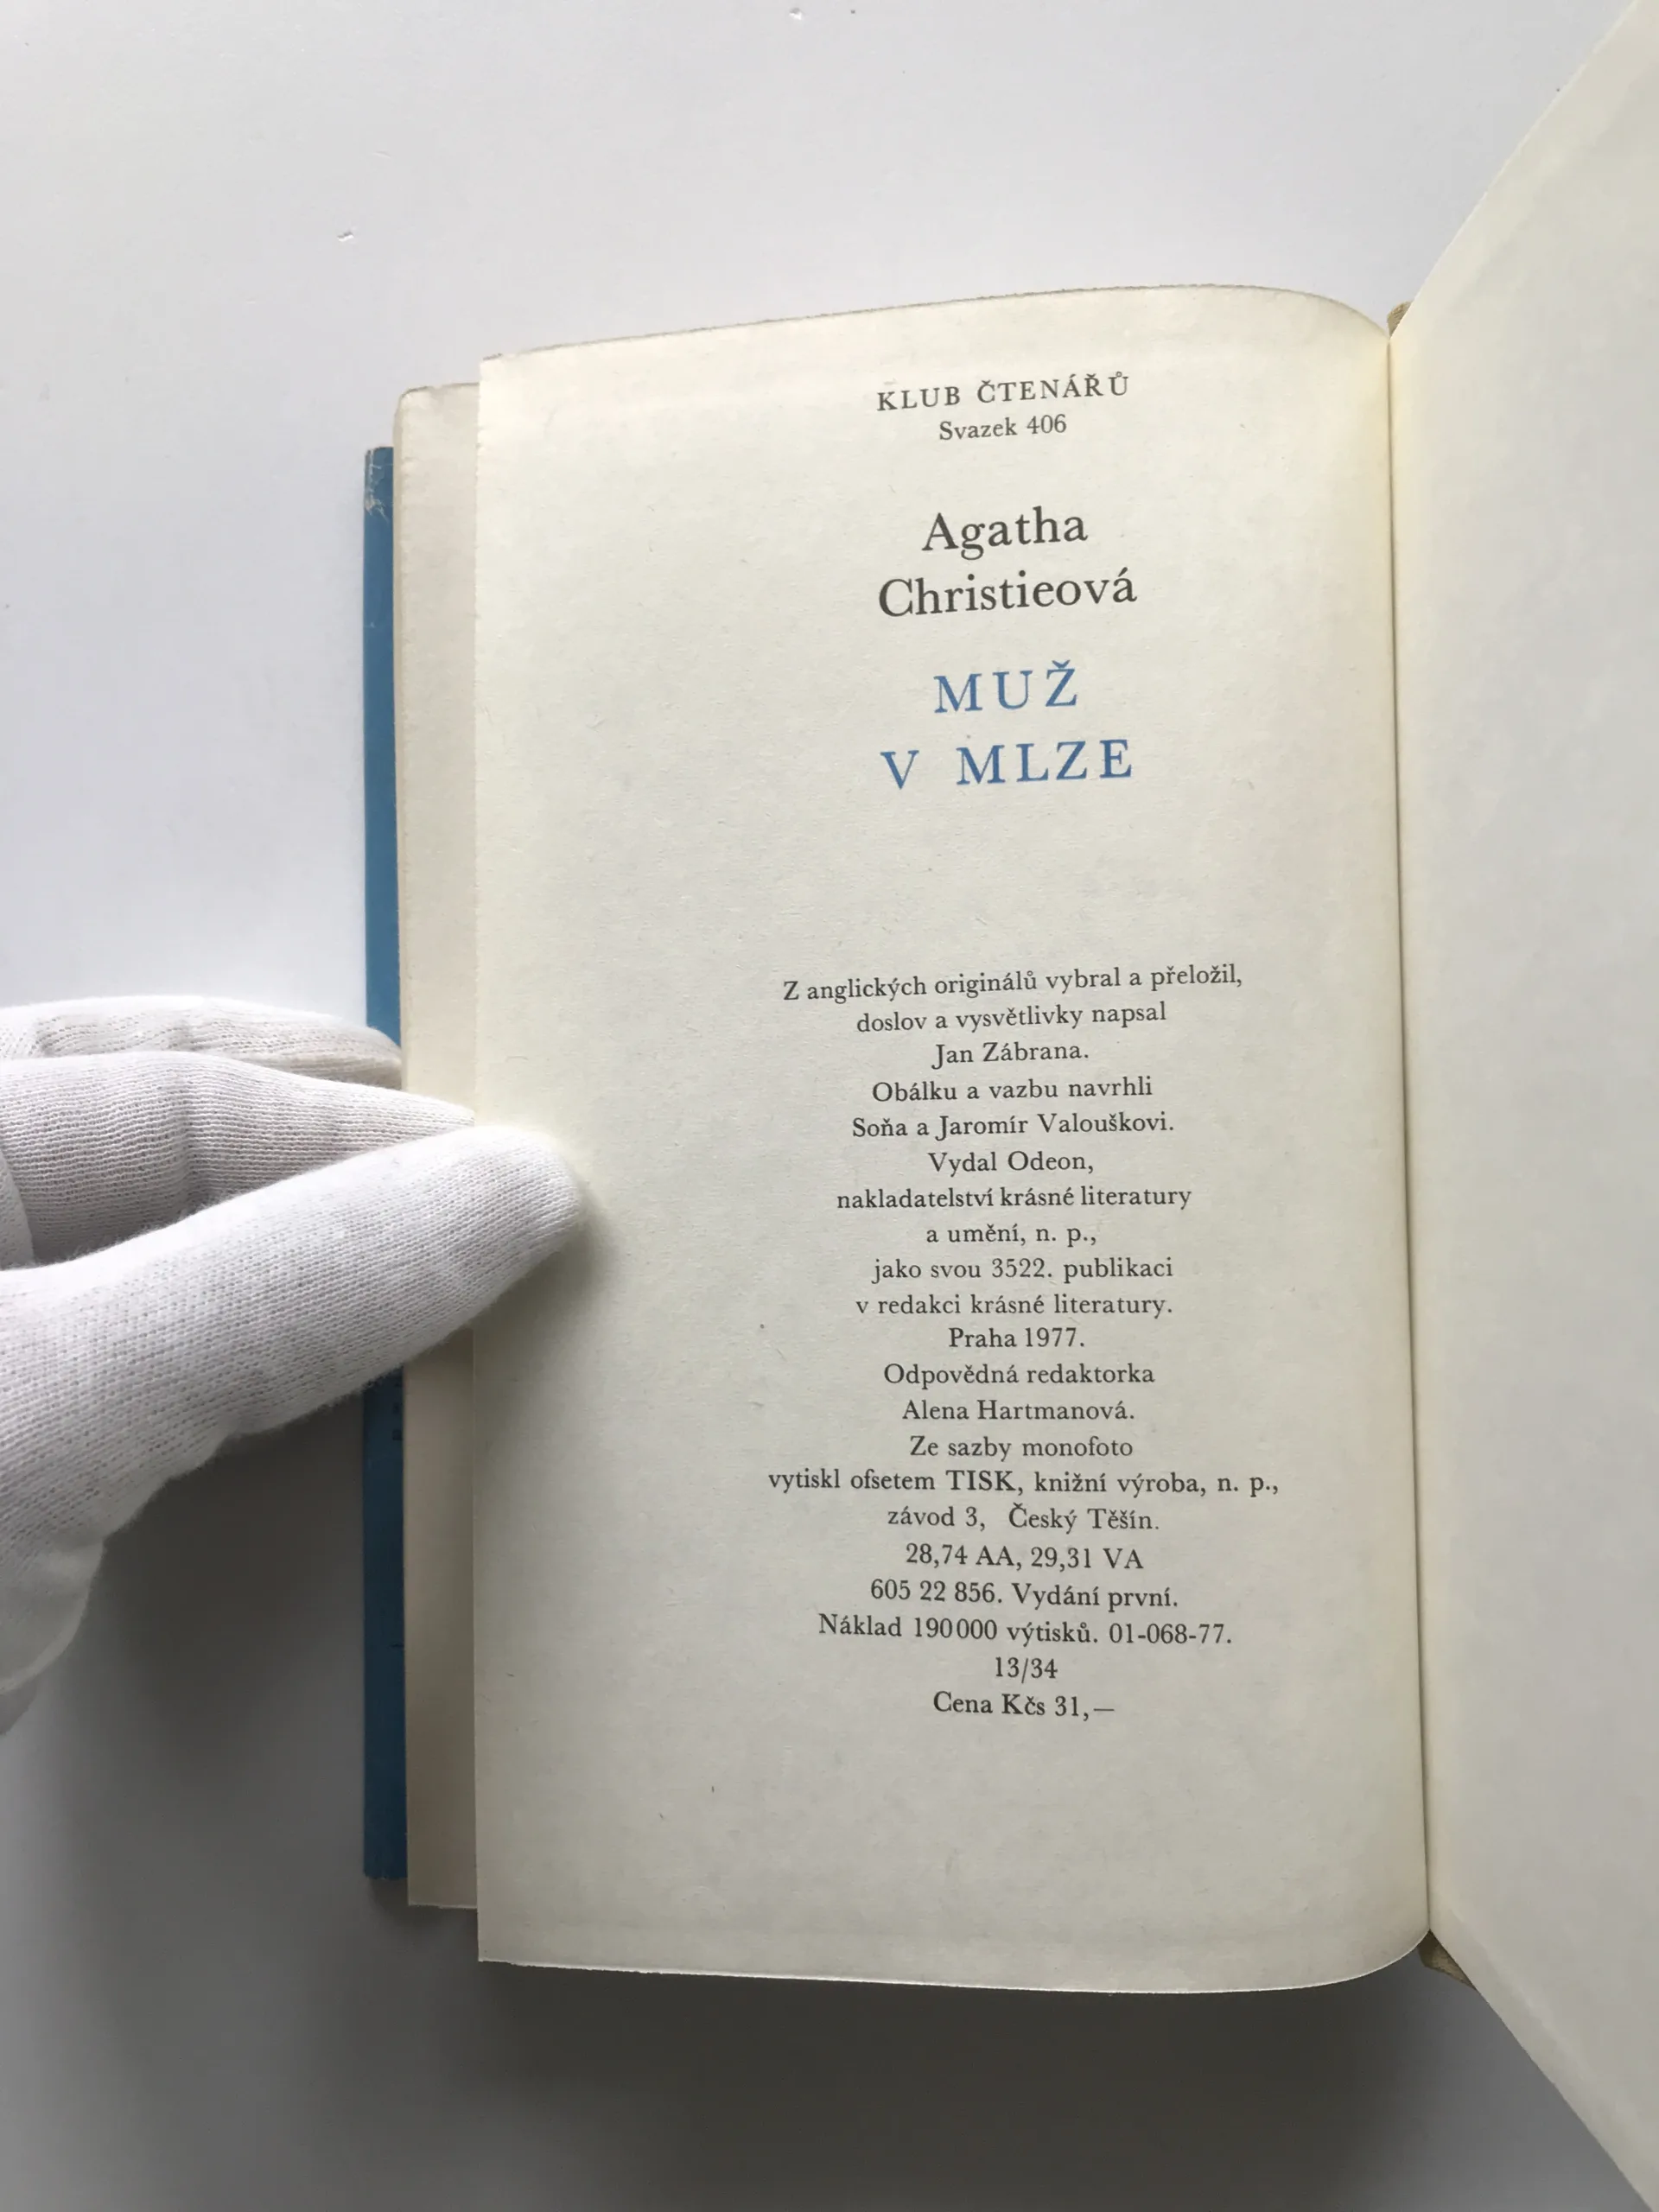 KLUB ČTENÁŘŮ
Svazek 406
Agatha
Christieová
MUŽ
V MLZE
Z anglických originálů vybral a přeložil,
doslov a vysvětlivky napsal
Jan Zábrana.
Obálku a vazbu navrhli
Soňa a Jaromír Valouškovi.
Vydal Odeon,
nakladatelství krásné literatury
a umění, n. p.,
jako svou 3522. publikaci
v redakci krásné literatury.
Praha 1977.
Odpovědná redaktorka
Alena Hartmanová.
Ze sazby monofoto
vytiskl ofsetem TISK, knižní výroba, n. p.,
závod 3, Český Těšín.
28,74 AA, 29,31 VA
605 22 856. Vydání první.
Náklad 190000 výtisků. 01-068-77.
13/34
Cena Kčs 31,—